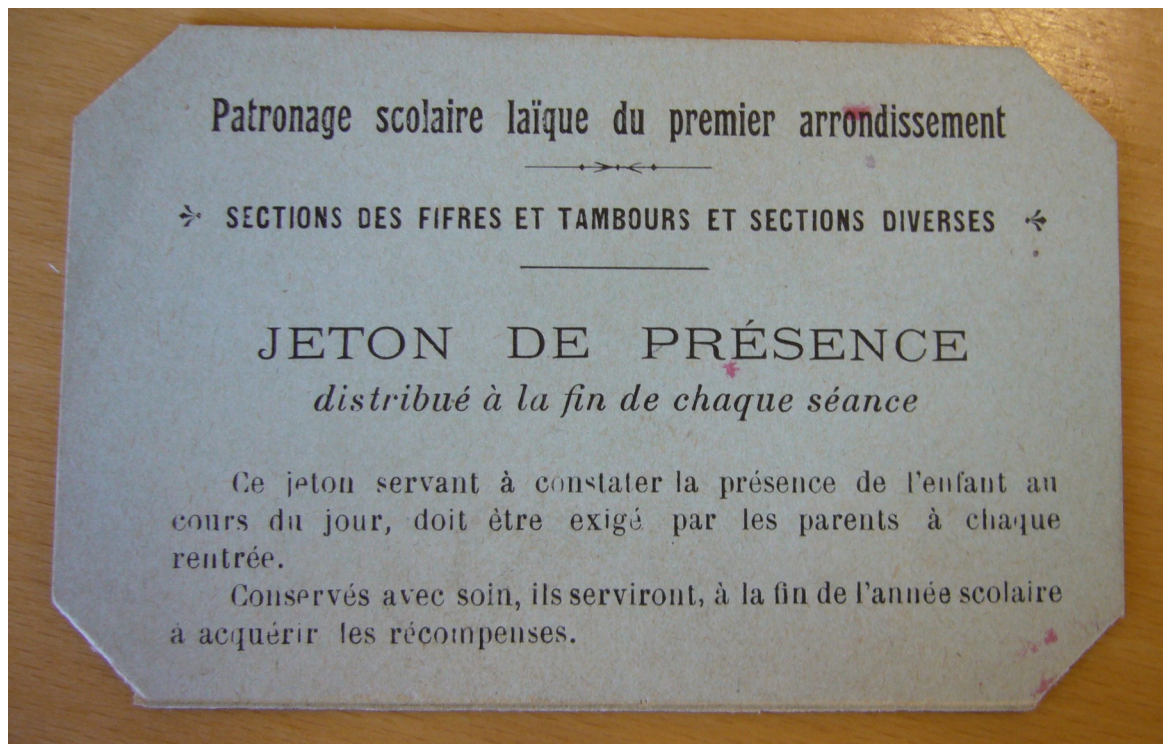 Patronage scolaire laïque du premier arrondissement
SECTIONS DES FIFRES ET TAMBOURS ET SECTIONS DIVERSES
JETON DE PRÉSENCE
distribué à la fin de chaque séance
Ce jeton servant à constater la présence de l'enfant au
cours du jour, doit être exigé par les parents à chaque
rentrée.
Conservés avec soin, ils serviront, à la fin de l'année scolaire
à acquérir les récompenses.